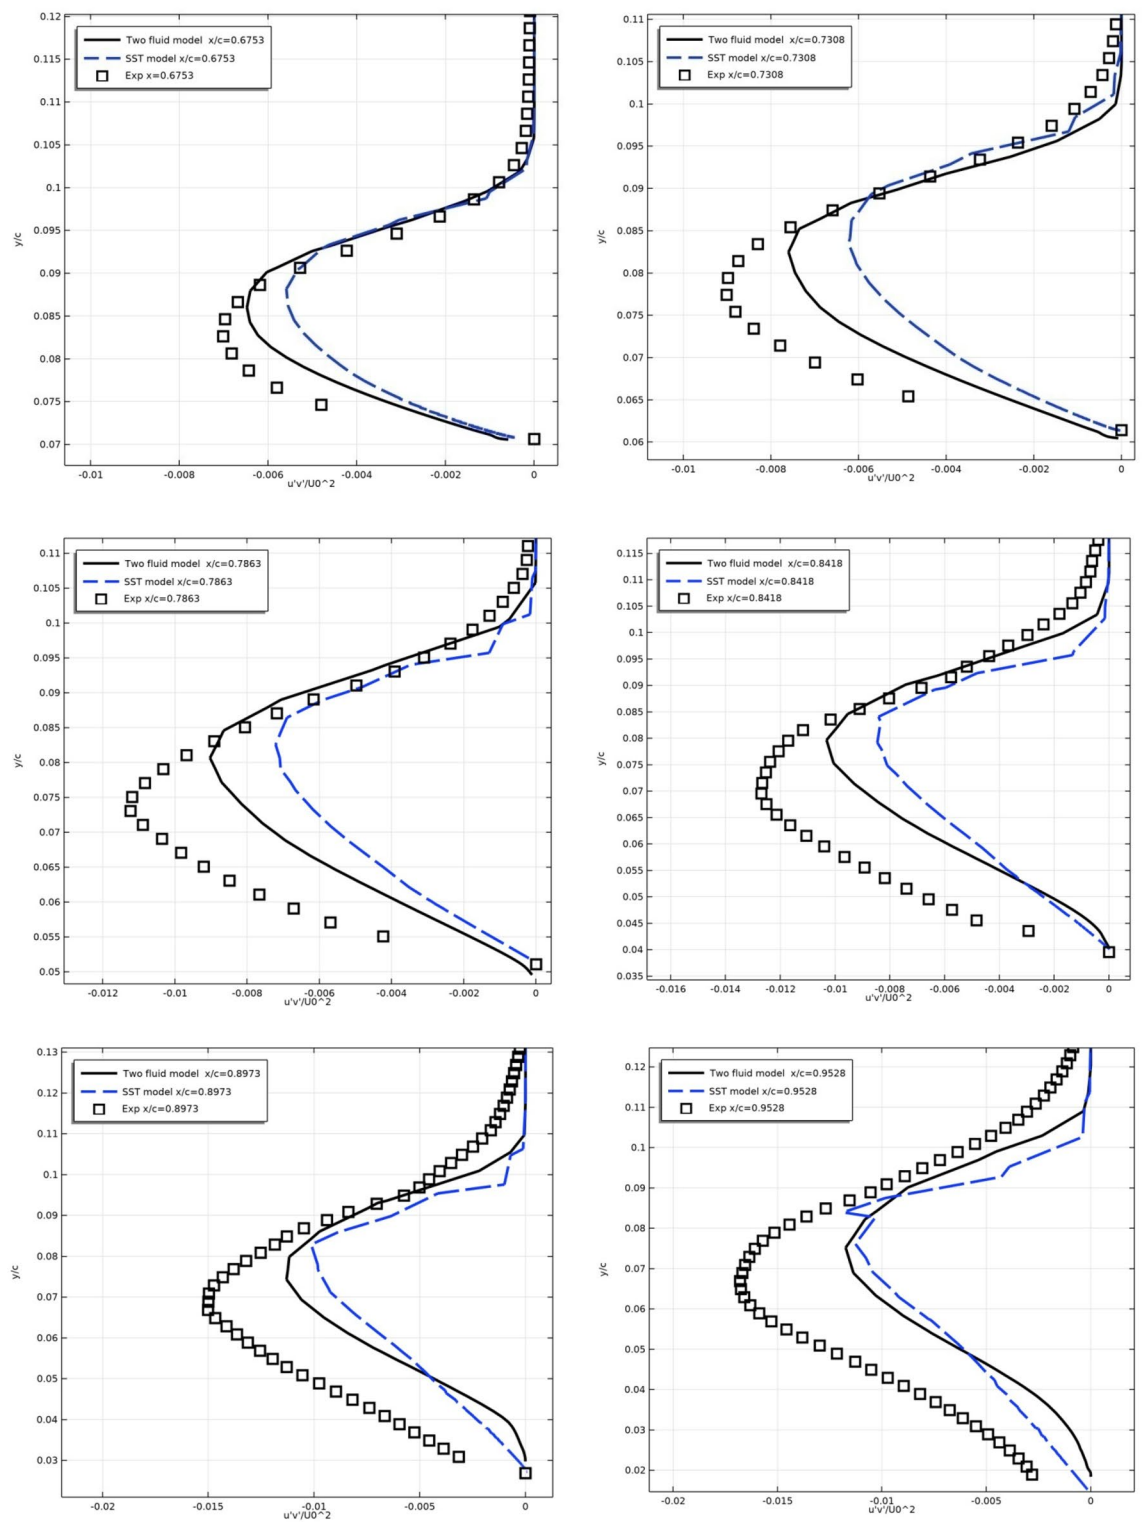 0.12
Two fluid model  x/c=0.6753
SST model x/c=0.6753
Exp x=0.6753
0.115
0.11
0.105
0.1
0.095
0.09
0.085
0.08
0.075
0.07
y/c
-0.01 -0.008 -0.006 -0.004 -0.002 0
u'v'/U0^2
0.11
Two fluid model  x/c=0.7308
SST model x/c=0.7308
Exp x/c=0.7308
0.105
0.1
0.095
0.09
0.085
0.08
0.075
0.07
0.065
0.06
y/c
-0.01 -0.008 -0.006 -0.004 -0.002 0
u'v'/U0^2
0.11
Two fluid model  x/c=0.7863
SST model x/c=0.7863
Exp x/c=0.7863
0.105
0.1
0.095
0.09
0.085
0.08
0.075
0.07
0.065
0.06
0.055
0.05
y/c
-0.012 -0.01 -0.008 -0.006 -0.004 -0.002 0
u'v'/U0^2
0.115
Two fluid model  x/c=0.8418
SST model x/c=0.8418
Exp x/c=0.8418
0.11
0.105
0.1
0.095
0.09
0.085
0.08
0.075
0.07
0.065
0.06
0.055
0.05
0.045
0.04
0.035
y/c
-0.016 -0.014 -0.012 -0.01 -0.008 -0.006 -0.004 -0.002 0
u'v'/U0^2
0.13
Two fluid model  x/c=0.8973
SST model x/c=0.8973
Exp x/c=0.8973
0.12
0.11
0.1
0.09
0.08
0.07
0.06
0.05
0.04
0.03
y/c
-0.02 -0.015 -0.01 -0.005 0
u'v'/U0^2
0.12
Two fluid model  x/c=0.9528
SST model x/c=0.9528
Exp x/c=0.9528
0.11
0.1
0.09
0.08
0.07
0.06
0.05
0.04
0.03
0.02
y/c
-0.02 -0.015 -0.01 -0.005 0
u'v'/U0^2